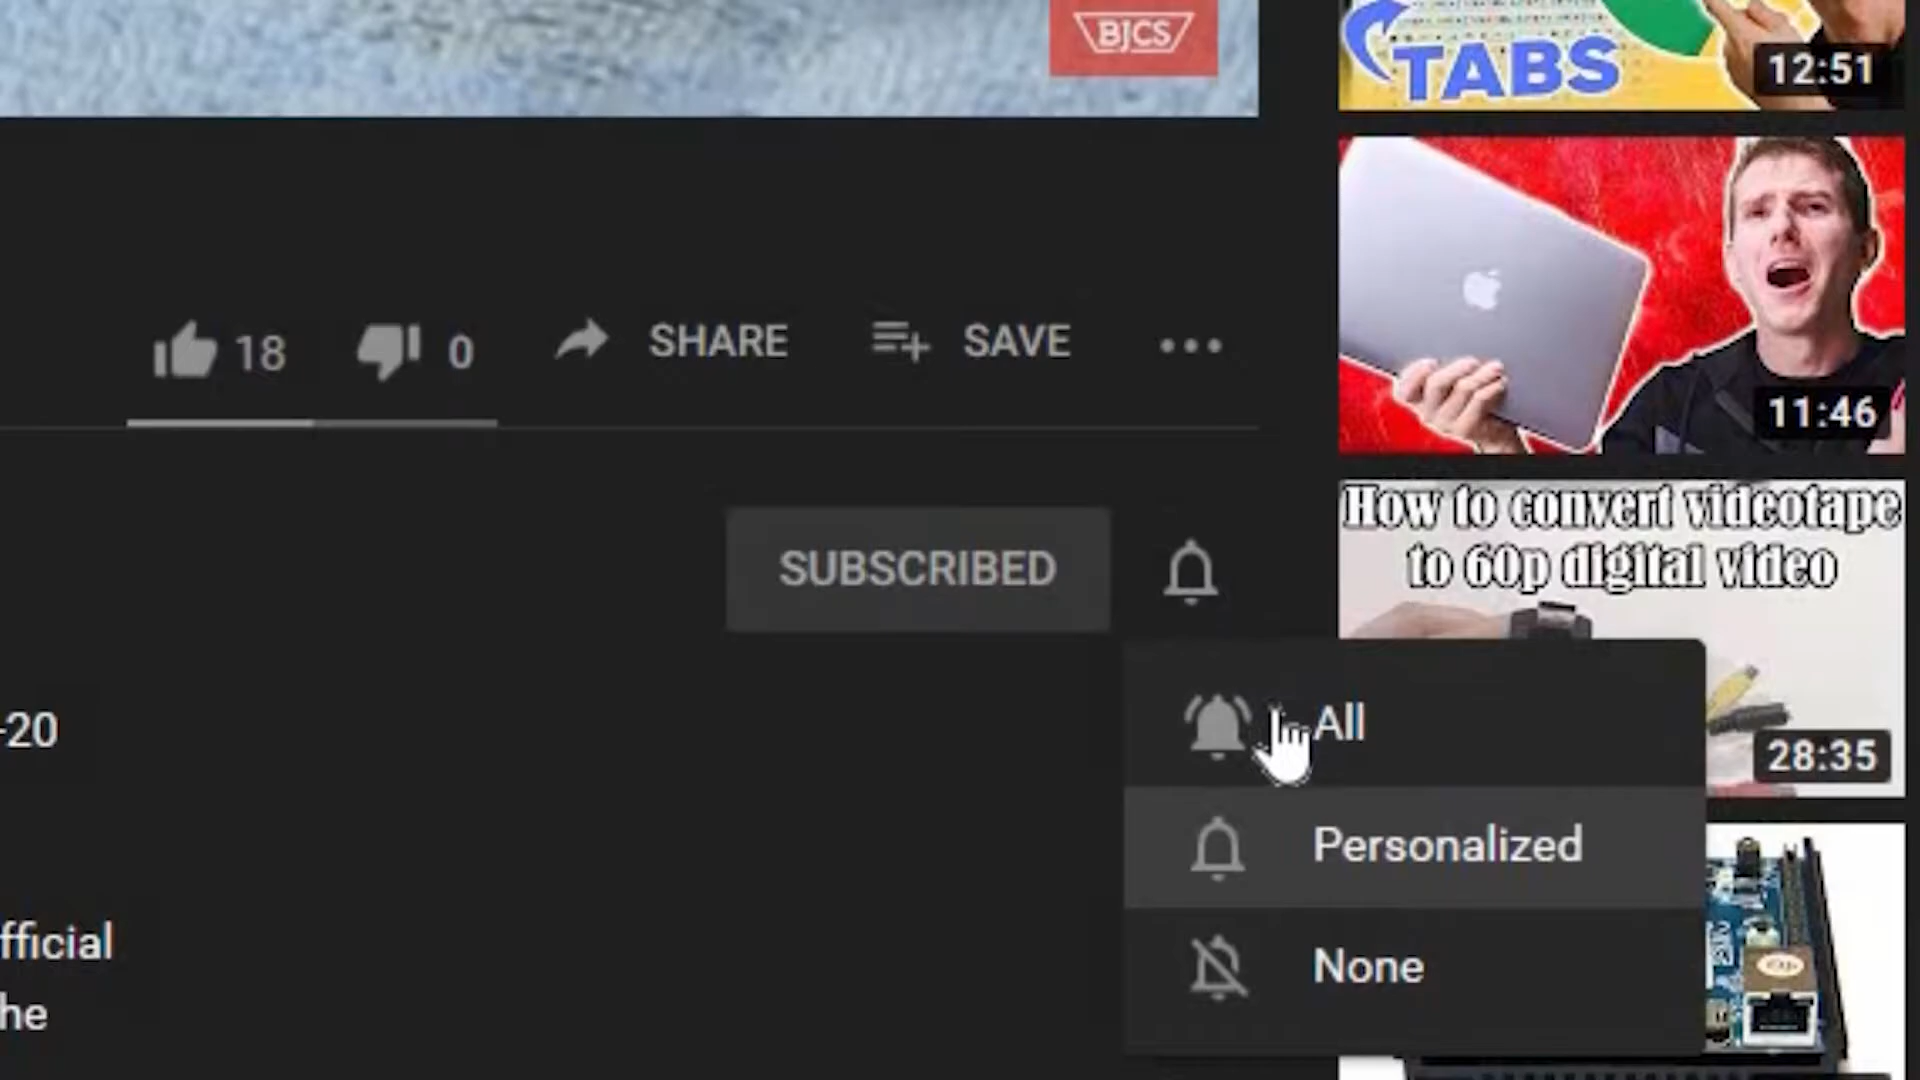 BJCS
TABS
12:51
11:46
18
0
SHARE
SAVE
SUBSCRIBED
How to convert videotape
to 60p digital video
28:35
All
Personalized
None
-20
fficial
he